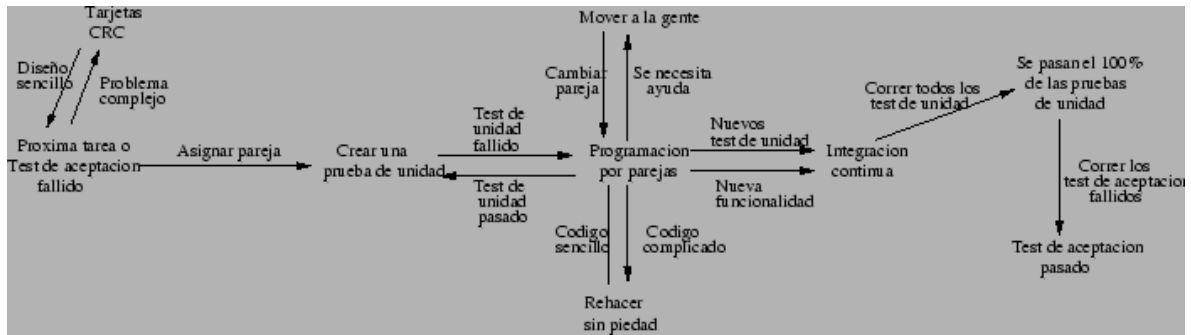 Tarjetas
CRC
Diseño
sencillo
Problema
complejo
Proxima tarea o
Test de aceptacion
fallido
Asignar pareja
Crear una
prueba de unidad
Test de
unidad
fallido
Test de
unidad
pasado
Mover a la gente
Cambiar
pareja
Se necesita
ayuda
Programacion
por parejas
Codigo
sencillo
Codigo
complicado
Rehacer
sin piedad
Nuevos
test de unidad
Nueva
funcionalidad
Integracion
continua
Correr todos los
test de unidad
Se pasan el 100%
de las pruebas
de unidad
Correr los
test de aceptacion
fallidos
Test de aceptacion
pasado